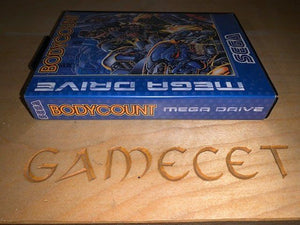 BODYCOUNT
MEGA DRIVE
SEGA
SEGA BODYCOUNT MEGA DRIVE
GAMECET